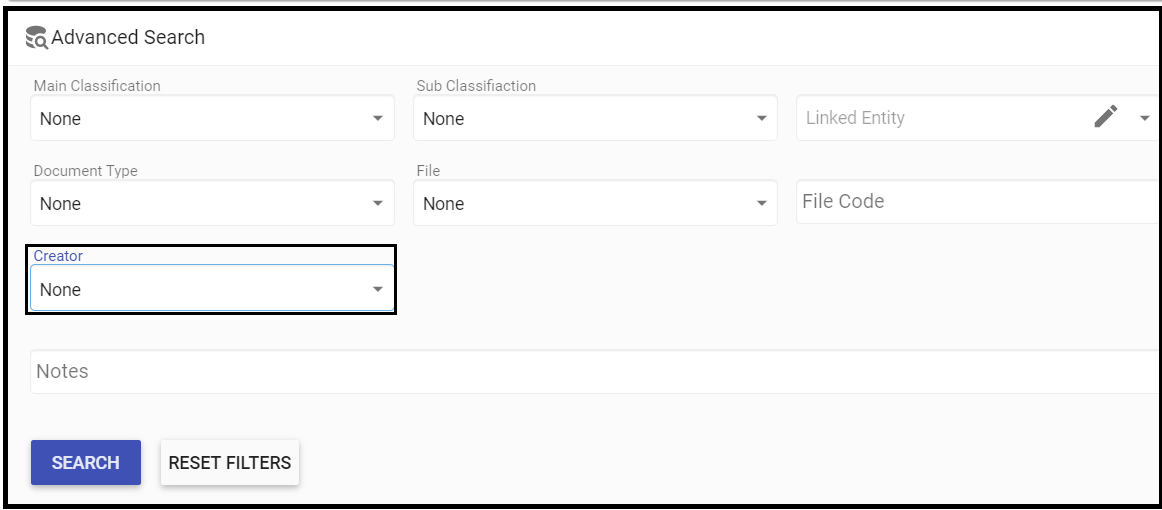 Advanced Search
Main Classification
Sub Classifiaction
None
None
Linked Entity
Document Type
File
None
None
File Code
Creator
None
Notes
SEARCH
RESET FILTERS